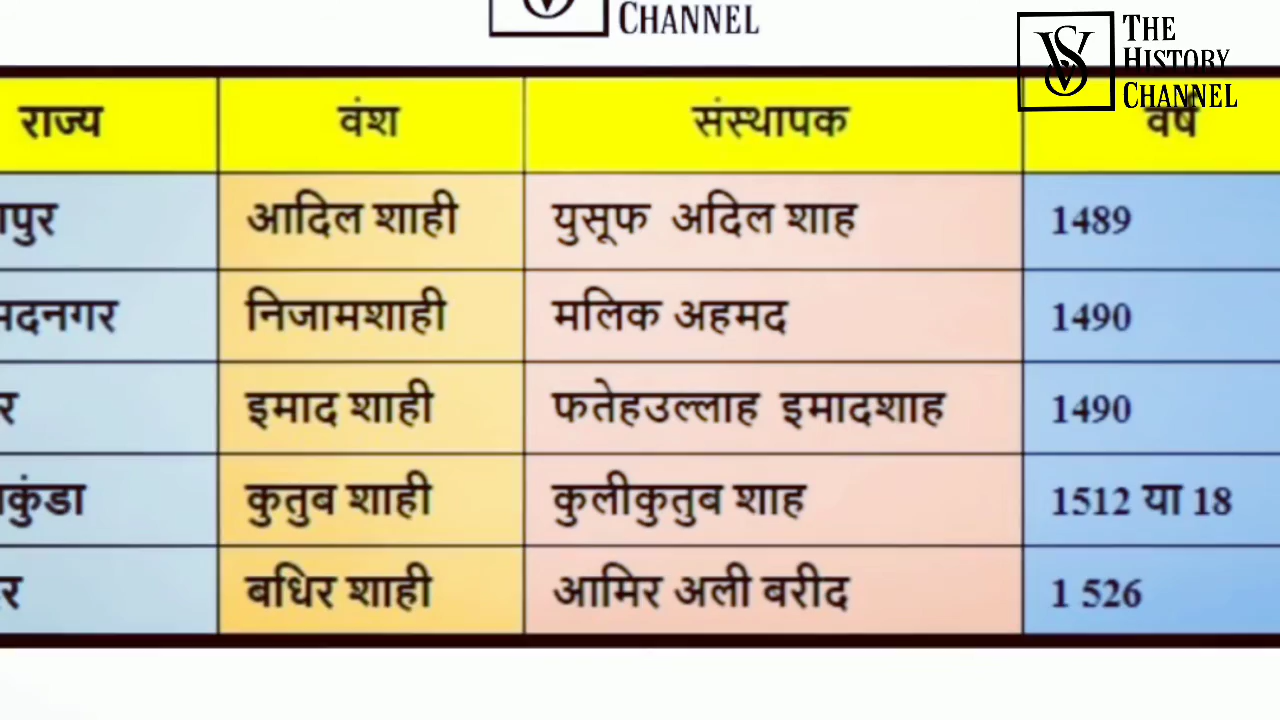 CHANNEL
THE
HISTORY
CHANNEL
राज्य वंश संस्थापक वर्ष
आदिल शाही युसूफ अदिल शाह 1489
निजामशाही मलिक अहमद 1490
इमाद शाही फतेहउल्लाह इमादशाह 1490
कुतुब शाही कुलीकुतुब शाह 1512 या 18
बधिर शाही आमिर अली बरीद 1 526